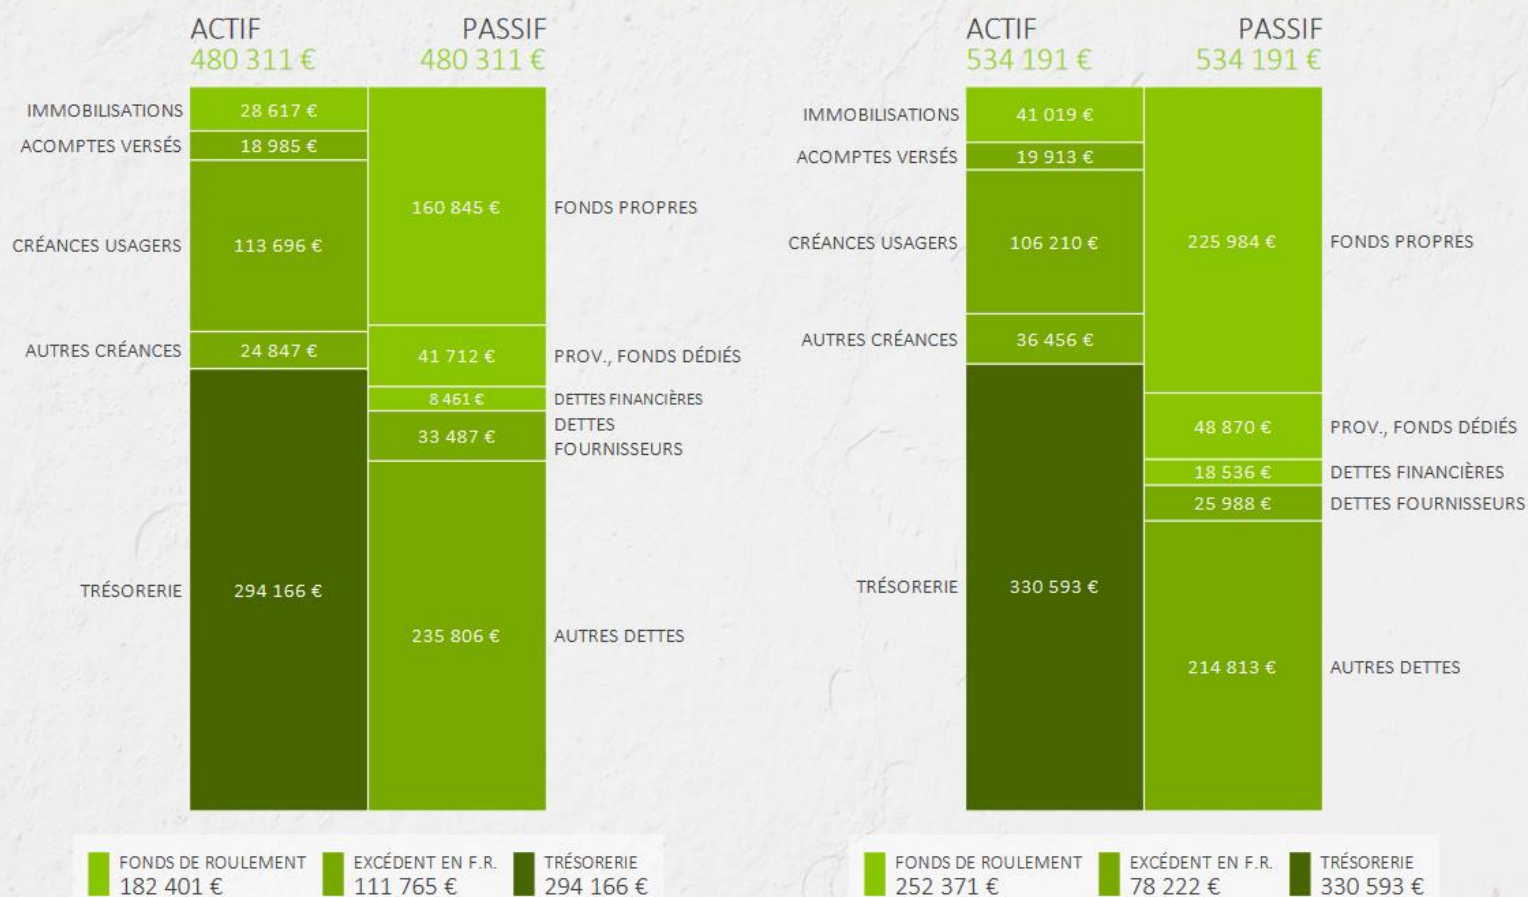 ACTIF
480 311 €
PASSIF
480 311 €
IMMOBILISATIONS
28 617 €
ACOMPTES VERSÉS
18 985 €
CRÉANCES USAGERS
113 696 €
AUTRES CRÉANCES
24 847 €
TRÉSORERIE
294 166 €
160 845 €
FONDS PROPRES
41 712 €
PROV., FONDS DÉDIÉS
8 461 €
DETTES FINANCIÈRES
33 487 €
DETTES
FOURNISSEURS
235 806 €
AUTRES DETTES
FONDS DE ROULEMENT
182 401 €
EXCÉDENT EN F.R.
111 765 €
TRÉSORERIE
294 166 €
ACTIF
534 191 €
PASSIF
534 191 €
IMMOBILISATIONS
41 019 €
ACOMPTES VERSÉS
19 913 €
CRÉANCES USAGERS
106 210 €
AUTRES CRÉANCES
36 456 €
TRÉSORERIE
330 593 €
225 984 €
FONDS PROPRES
48 870 €
PROV., FONDS DÉDIÉS
18 536 €
DETTES FINANCIÈRES
25 988 €
DETTES FOURNISSEURS
214 813 €
AUTRES DETTES
FONDS DE ROULEMENT
252 371 €
EXCÉDENT EN F.R.
78 222 €
TRÉSORERIE
330 593 €